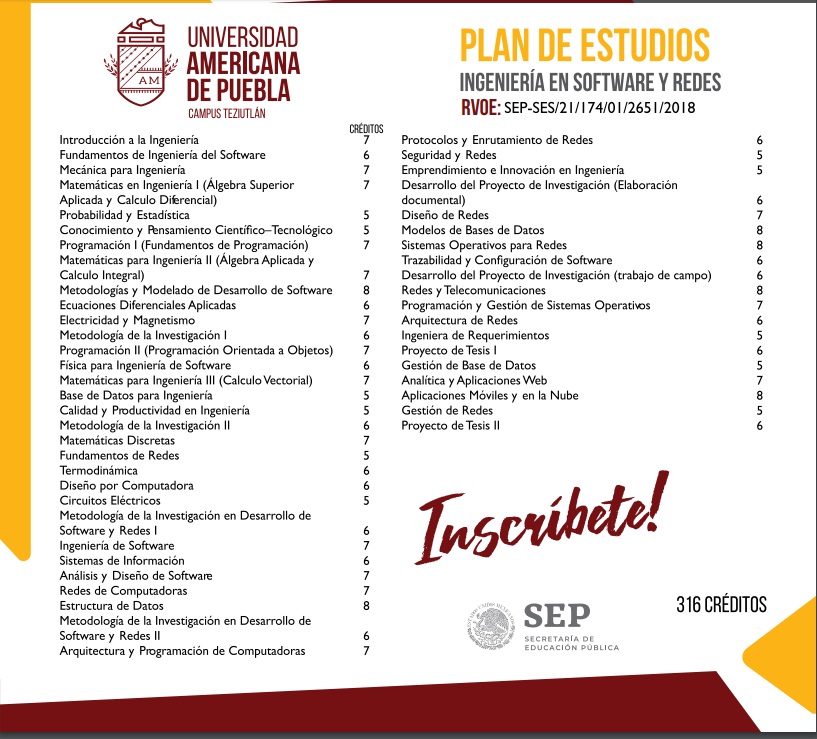 UNIVERSIDAD
AMERICANA
DE PUEBLA
CAMPUS TEZIUTLÁN
AM
PLAN DE ESTUDIOS
INGENIERÍA EN SOFTWARE Y REDES
RVOE: SEP-SES/21/174/01/2651/2018
CRÉDITOS
Introducción a la Ingeniería 7
Fundamentos de Ingeniería del Software 6
Mecánica para Ingeniería 7
Matemáticas en Ingeniería I (Álgebra Superior 7
Aplicada y Calculo Diferencial)
Probabilidad y Estadística 5
Conocimiento y Pensamiento Científico–Tecnológico 5
Programación I (Fundamentos de Programación) 7
Matemáticas para Ingeniería II (Álgebra Aplicada y
Calculo Integral) 7
Metodologías y Modelado de Desarrollo de Software 8
Ecuaciones Diferenciales Aplicadas 6
Electricidad y Magnetismo 7
Metodología de la Investigación I 6
Programación II (Programación Orientada a Objetos) 7
Física para Ingeniería de Software 6
Matemáticas para Ingeniería III (Calculo Vectorial) 7
Base de Datos para Ingeniería 5
Calidad y Productividad en Ingeniería 5
Metodología de la Investigación II 6
Matemáticas Discretas 7
Fundamentos de Redes 5
Termodinámica 6
Diseño por Computadora 6
Circuitos Eléctricos 5
Metodología de la Investigación en Desarrollo de
Software y Redes I 6
Ingeniería de Software 7
Sistemas de Información 6
Análisis y Diseño de Software 7
Redes de Computadoras 7
Estructura de Datos 8
Metodología de la Investigación en Desarrollo de
Software y Redes II 6
Arquitectura y Programación de Computadoras 7
Protocolos y Enrutamiento de Redes 6
Seguridad y Redes 5
Emprendimiento e Innovación en Ingeniería 5
Desarrollo del Proyecto de Investigación (Elaboración
documental) 6
Diseño de Redes 7
Modelos de Bases de Datos 8
Sistemas Operativos para Redes 8
Trazabilidad y Configuración de Software 6
Desarrollo del Proyecto de Investigación (trabajo de campo) 6
Redes y Telecomunicaciones 8
Programación y Gestión de Sistemas Operativos 7
Arquitectura de Redes 6
Ingeniera de Requerimientos 5
Proyecto de Tesis I 6
Gestión de Base de Datos 5
Analítica y Aplicaciones Web 7
Aplicaciones Móviles y en la Nube 8
Gestión de Redes 5
Proyecto de Tesis II 6
Inscríbete!
316 CRÉDITOS
SEP
SECRETARÍA DE
EDUCACIÓN PÚBLICA